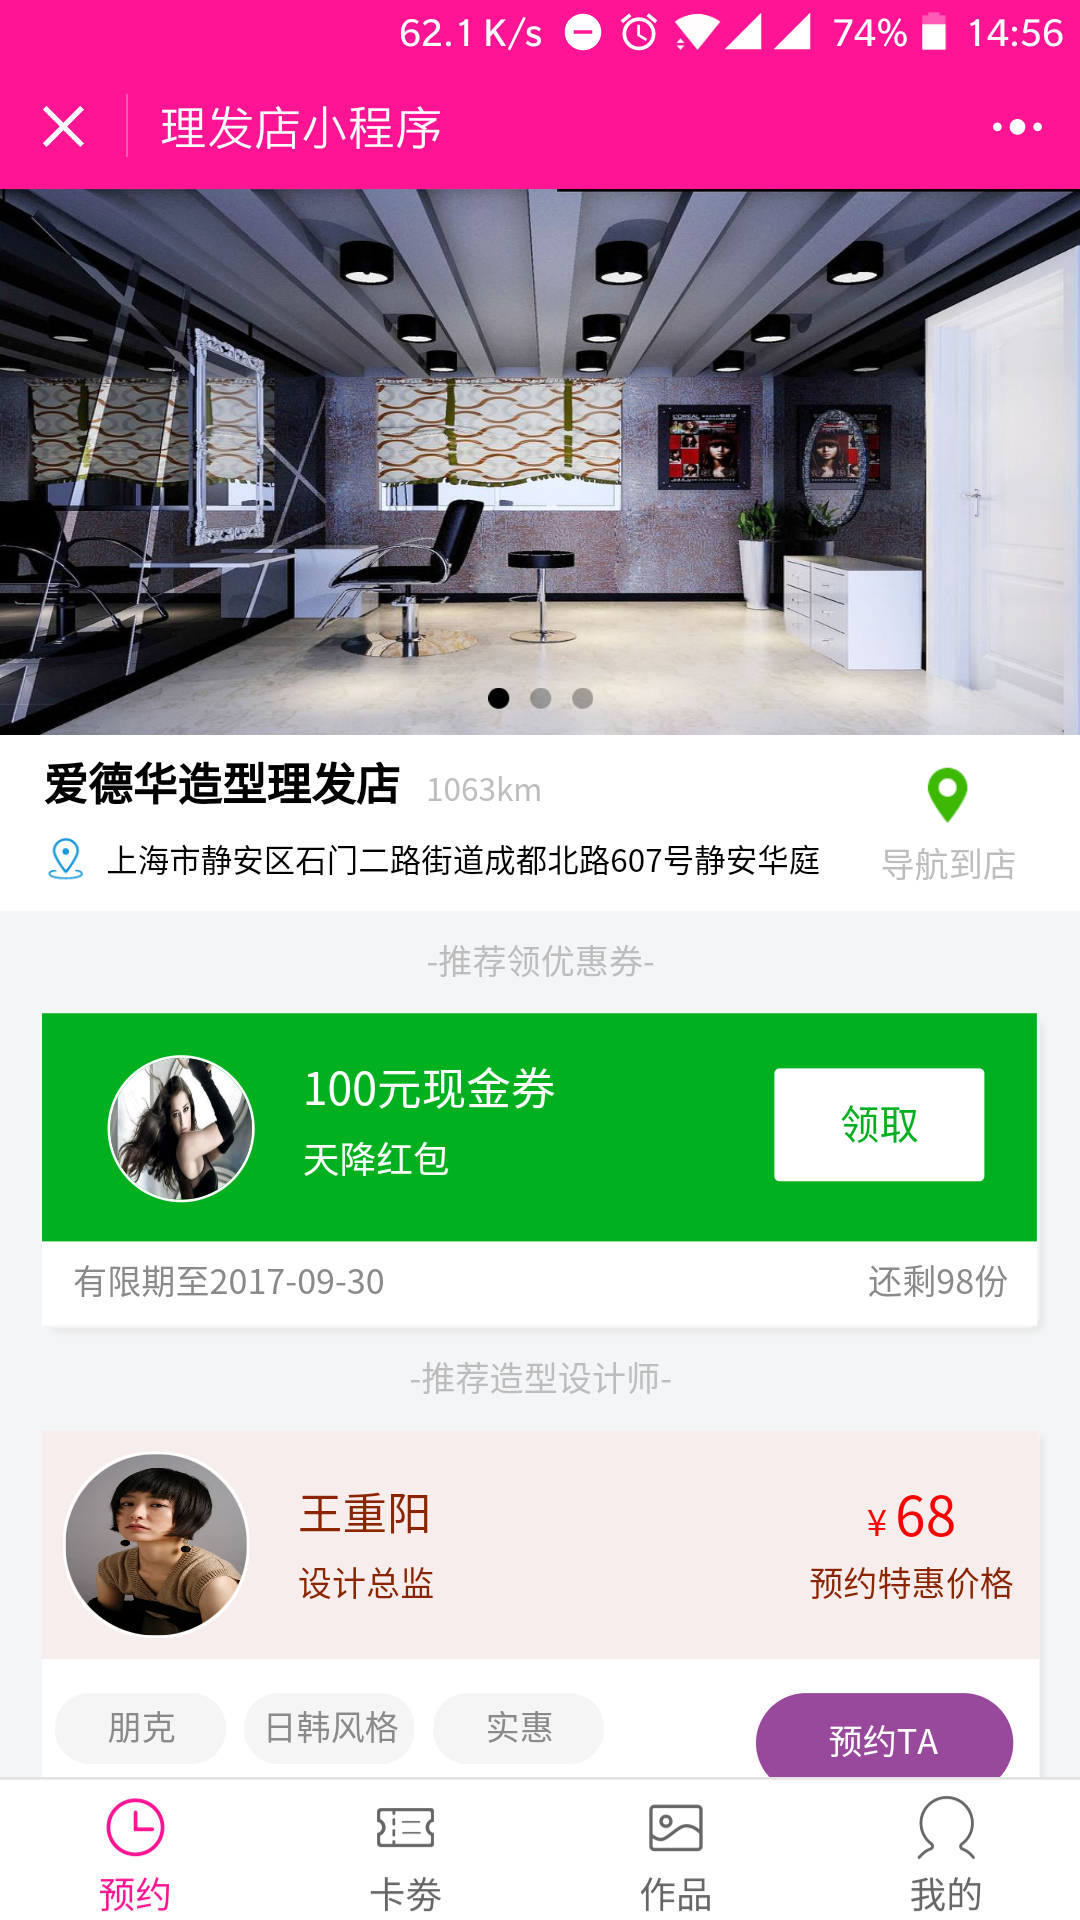 62.1 K/s 74% 14:56
理发店小程序
爱德华造型理发店 1063km
上海市静安区石门二路街道成都北路607号静安华庭
导航到店
-推荐领优惠券-
100元现金券
天降红包
领取
有限期至2017-09-30 还剩98份
-推荐造型设计师-
王重阳
¥68
设计总监
预约特惠价格
朋克 日韩风格 实惠 预约TA
预约 卡劵 作品 我的